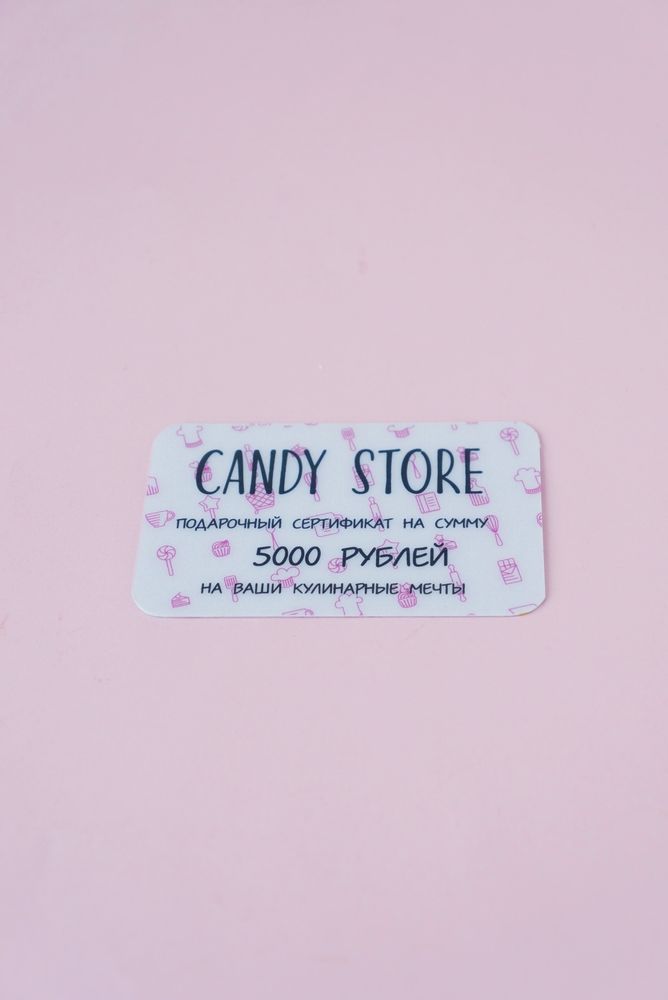 CANDY STORE
ПОДАРОЧНЫЙ СЕРТИФИКАТ НА СУММУ
5000 РУБЛЕЙ
НА ВАШИ КУЛИНАРНЫЕ МЕЧТЫ